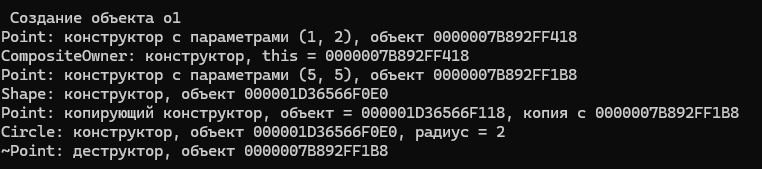 Создание объекта o1
Point: конструктор с параметрами (1, 2), объект 0000007B892FF418
CompositeOwner: конструктор, this = 0000007B892FF418
Point: конструктор с параметрами (5, 5), объект 0000007B892FF1B8
Shape: конструктор, объект 000001D36566F0E0
Point: копирующий конструктор, объект = 000001D36566F118, копия с 0000007B892FF1B8
Circle: конструктор, объект 000001D36566F0E0, радиус = 2
~Point: деструктор, объект 0000007B892FF1B8